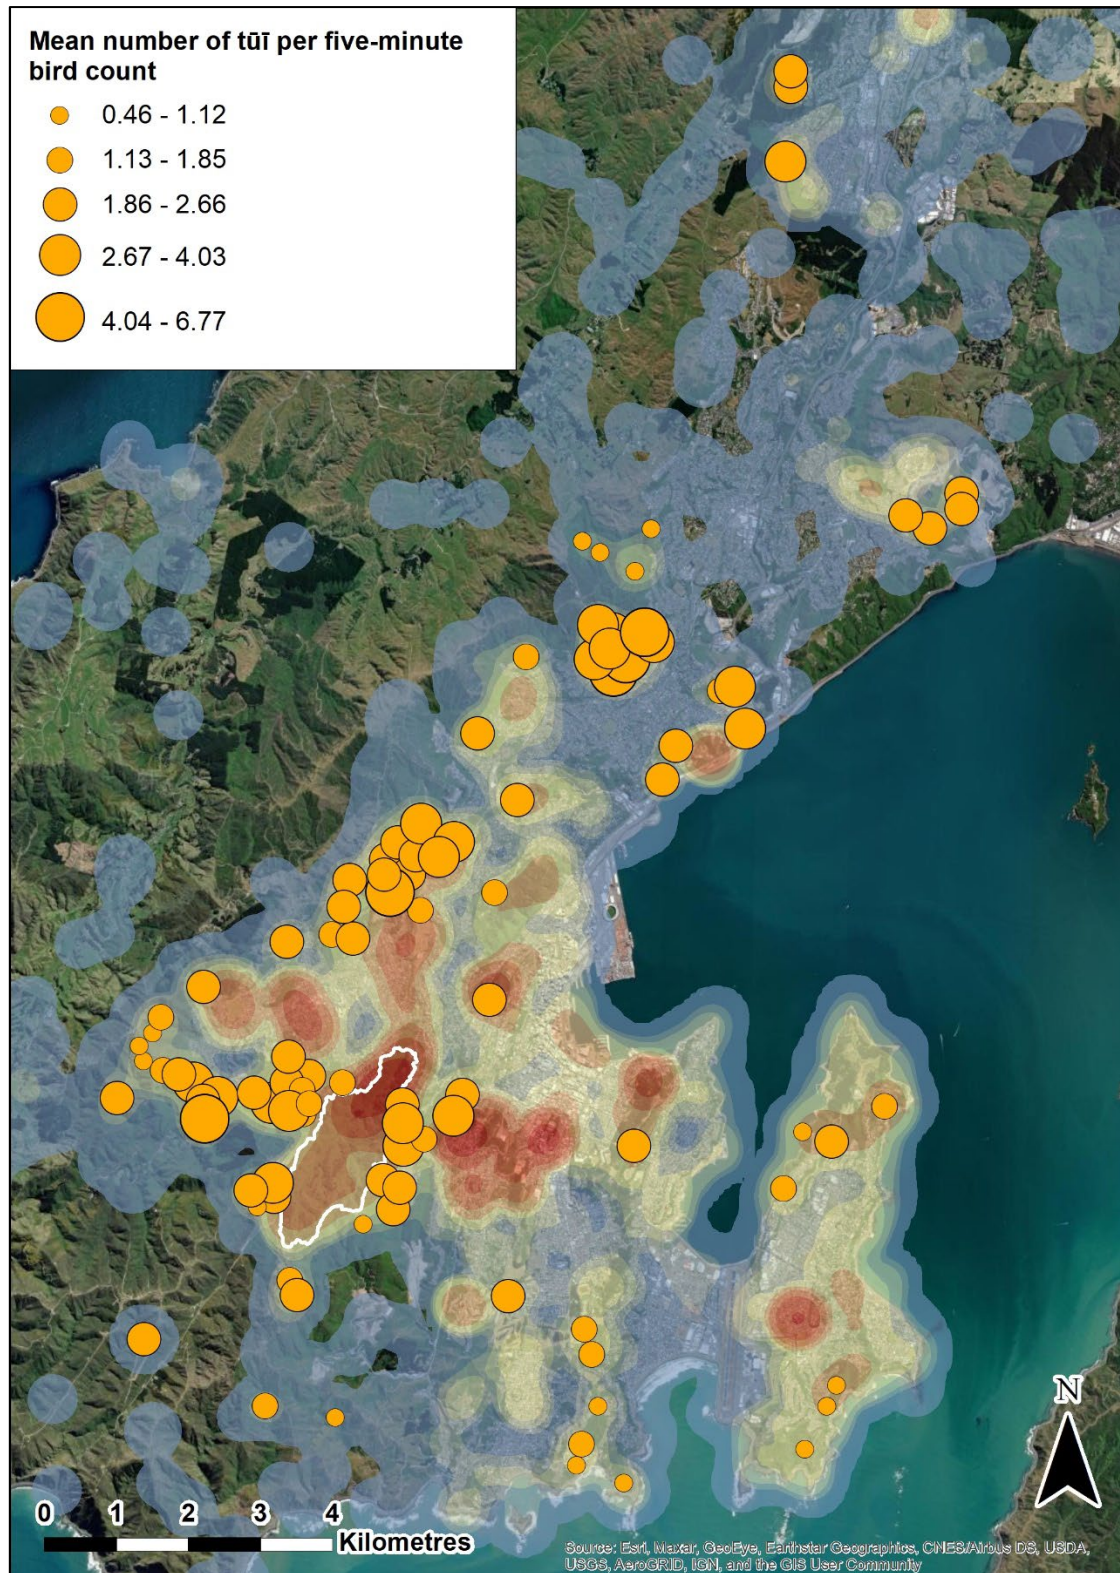 Mean number of tūī per five-minute
bird count
0.46 - 1.12
1.13 - 1.85
1.86 - 2.66
2.67 - 4.03
4.04 - 6.77
N
0 1 2 3 4
Kilometres
Source: Esri, Maxar, GeoEye, Earthstar Geographics, CNES/Airbus DS, USDA,
USGS, AeroGRID, IGN, and the GIS User Community